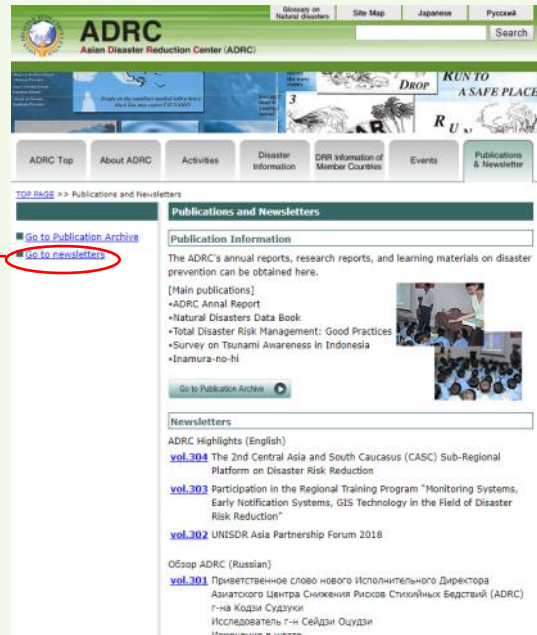 Glossary on
Natural disasters
Site Map
Japanese
Русский
ADRC
Asian Disaster Reduction Center (ADRC)
Search
3
DROP
RUN TO
A SAFE PLACE
ADRC Top
About ADRC
Activities
Disaster
Information
DRR Information of
Member Countries
Events
Publications
& Newsletter
TOP PAGE >> Publications and Newsletters
Publications and Newsletters
Go to Publication Archive
Go to newsletters
Publication Information
The ADRC's annual reports, research reports, and learning materials on disaster
prevention can be obtained here.
[Main publications]
•ADRC Annal Report
•Natural Disasters Data Book
•Total Disaster Risk Management: Good Practices
•Survey on Tsunami Awareness in Indonesia
•Inamura-no-hi
Go to Publication Archive
Newsletters
ADRC Highlights (English)
vol.304 The 2nd Central Asia and South Caucasus (CASC) Sub-Regional
Platform on Disaster Risk Reduction
vol.303 Participation in the Regional Training Program "Monitoring Systems,
Early Notification Systems, GIS Technology in the Field of Disaster
Risk Reduction"
vol.302 UNISDR Asia Partnership Forum 2018
Обзор ADRC (Russian)
vol.301 Приветственное слово нового Исполнительного Директора
Азиатского Центра Снижения Рисков Стихийных Бедствий (ADRC)
г-на Кодзи Судзуки
Исследователь г-н Сейдзи Оцудзи